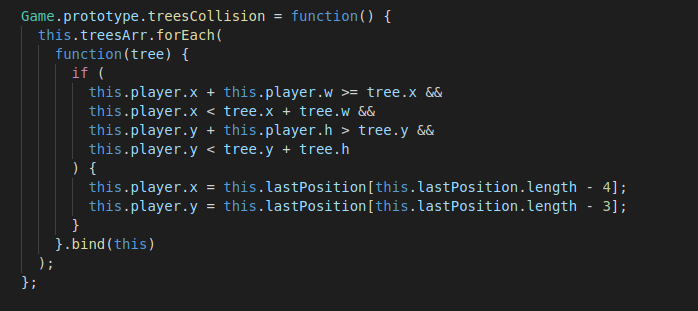 Game.prototype.treesCollision = function() {
  this.treesArr.forEach(
    function(tree) {
      if (
        this.player.x + this.player.w >= tree.x &&
        this.player.x < tree.x + tree.w &&
        this.player.y + this.player.h > tree.y &&
        this.player.y < tree.y + tree.h
      ) {
        this.player.x = this.lastPosition[this.lastPosition.length - 4];
        this.player.y = this.lastPosition[this.lastPosition.length - 3];
      }
    }.bind(this)
  );
};